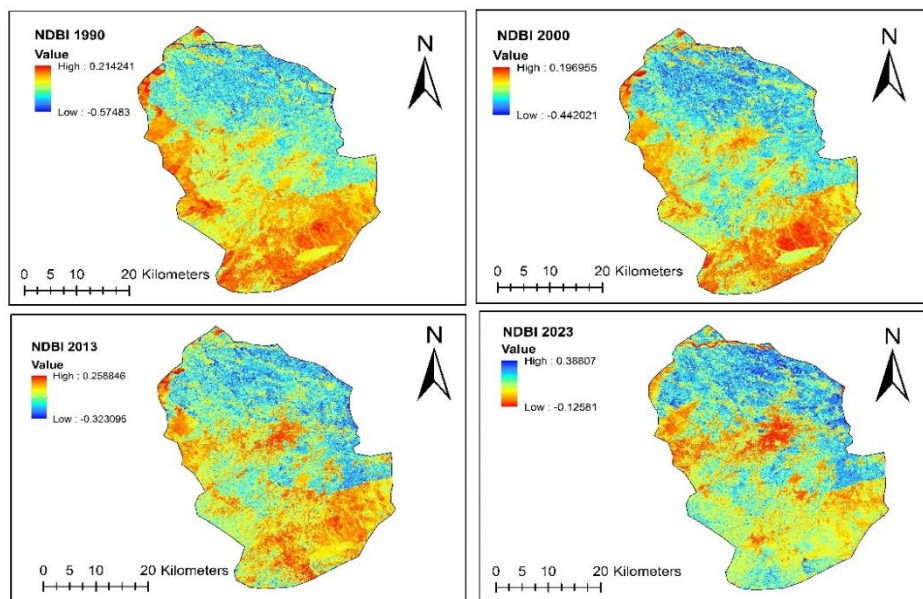 NDBI 1990
Value
High : 0.214241
Low : -0.57483
N
0 5 10 20 Kilometers
NDBI 2000
Value
High : 0.196955
Low : -0.442021
N
0 5 10 20 Kilometers
NDBI 2013
Value
High : 0.258846
Low : -0.323095
N
0 5 10 20 Kilometers
NDBI 2023
Value
High : 0.38807
Low : -0.12581
N
0 5 10 20 Kilometers